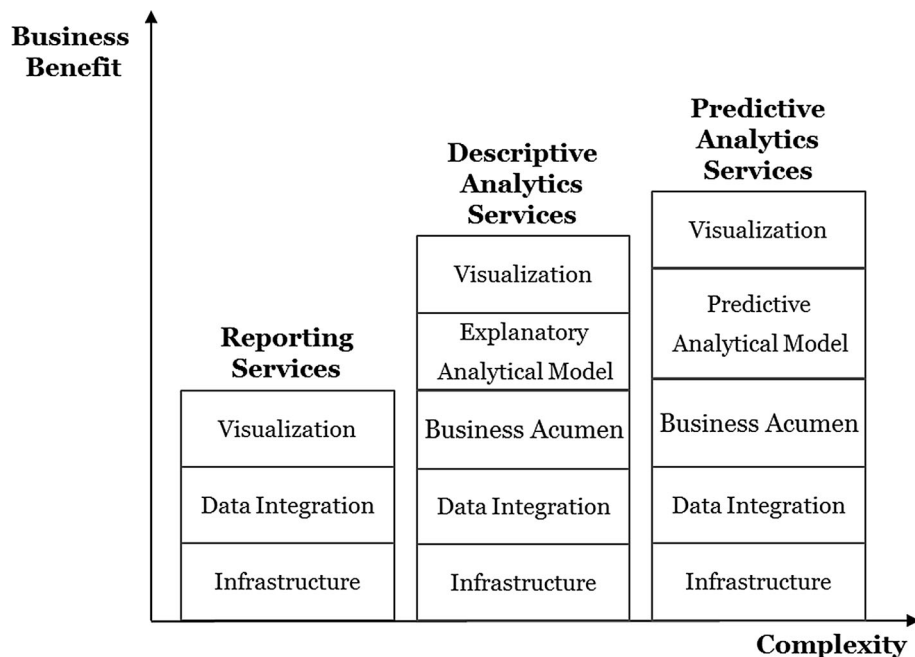 Business
Benefit
Reporting
Services
Visualization
Data Integration
Infrastructure
Descriptive
Analytics
Services
Visualization
Explanatory
Analytical Model
Business Acumen
Data Integration
Infrastructure
Predictive
Analytics
Services
Visualization
Predictive
Analytical Model
Business Acumen
Data Integration
Infrastructure
Complexity